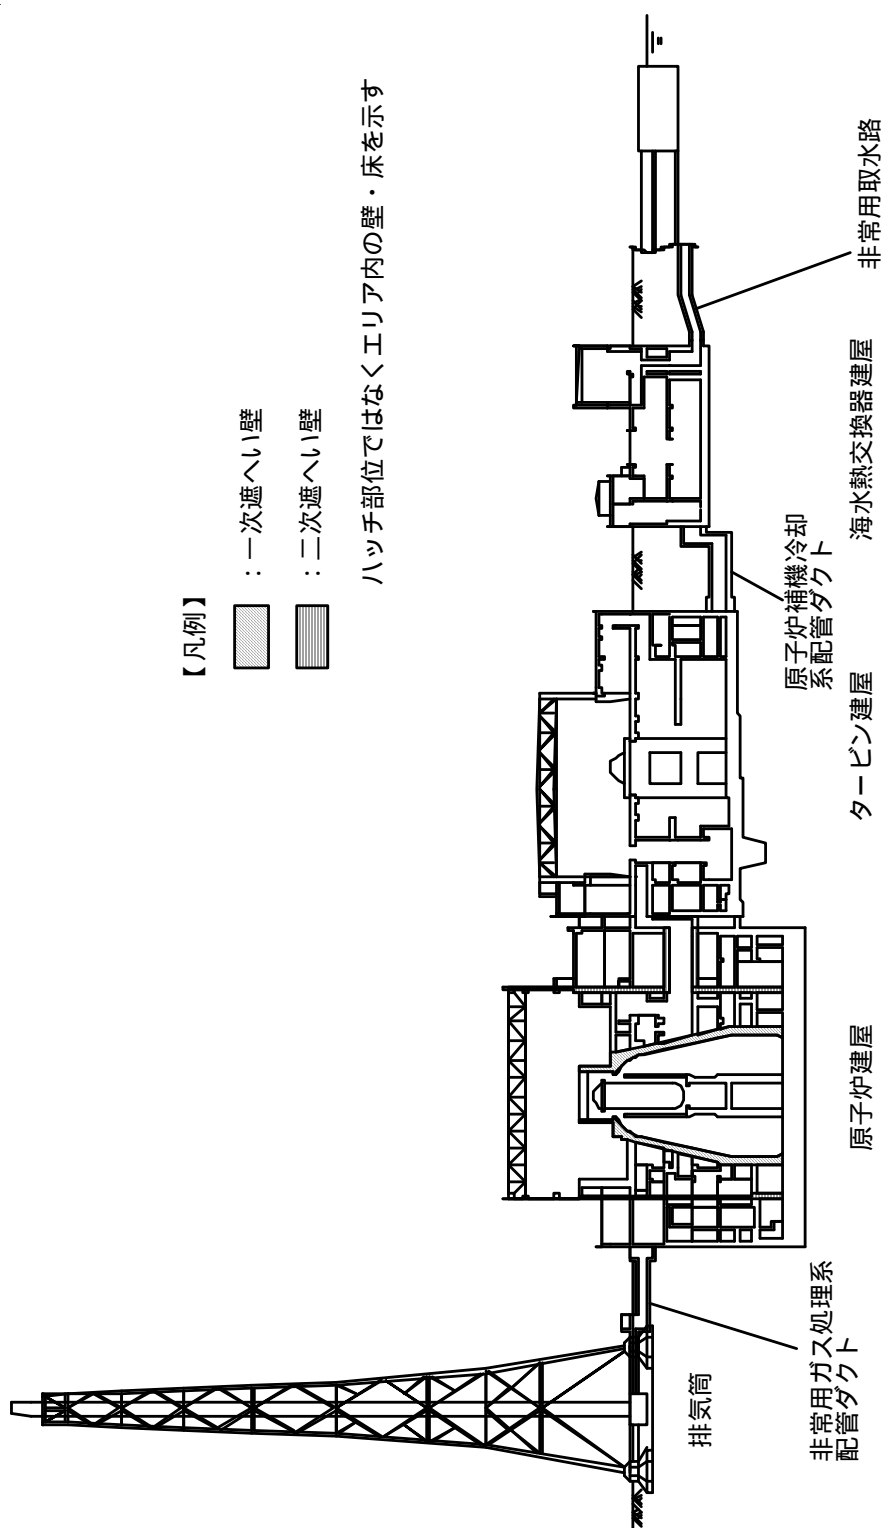 【凡例】
：一次遮へい壁
：二次遮へい壁
ハッチ部位ではなくエリア内の壁・床を示す
排気筒
非常用ガス処理系
配管ダクト
原子炉建屋
タービン建屋
原子炉補機冷却
系配管ダクト
海水熱交換器建屋
非常用取水路